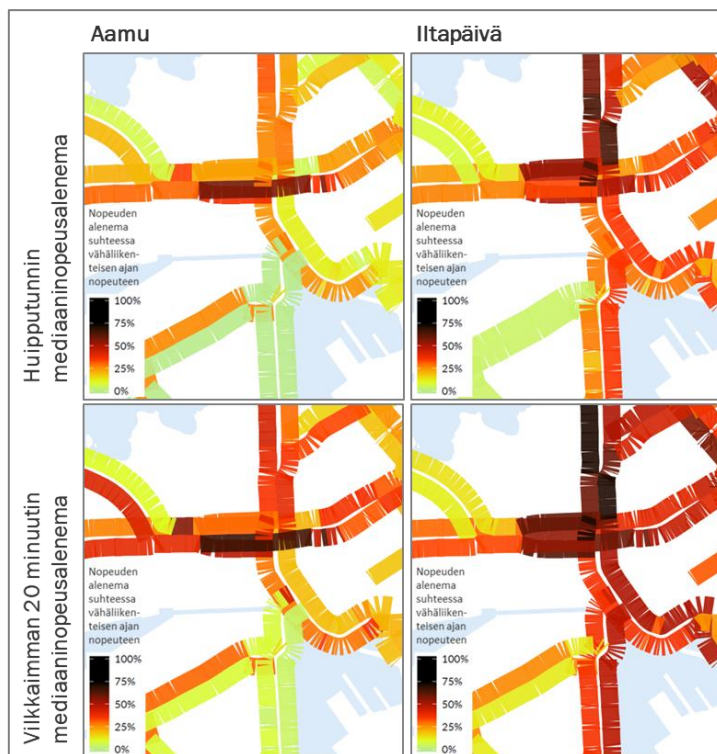 Aamu
Iltapäivä
Huipputunnin
mediaaninopeusalenema
Nopeuden
alenema
suhteessa
vähäliiken-
teisen ajan
nopeuteen
100%
75%
50%
25%
0%
Nopeuden
alenema
suhteessa
vähäliiken-
teisen ajan
nopeuteen
100%
75%
50%
25%
0%
Vilkkaimman 20 minuutin
mediaaninopeusalenema
Nopeuden
alenema
suhteessa
vähäliiken-
teisen ajan
nopeuteen
100%
75%
50%
25%
0%
Nopeuden
alenema
suhteessa
vähäliiken-
teisen ajan
nopeuteen
100%
75%
50%
25%
0%